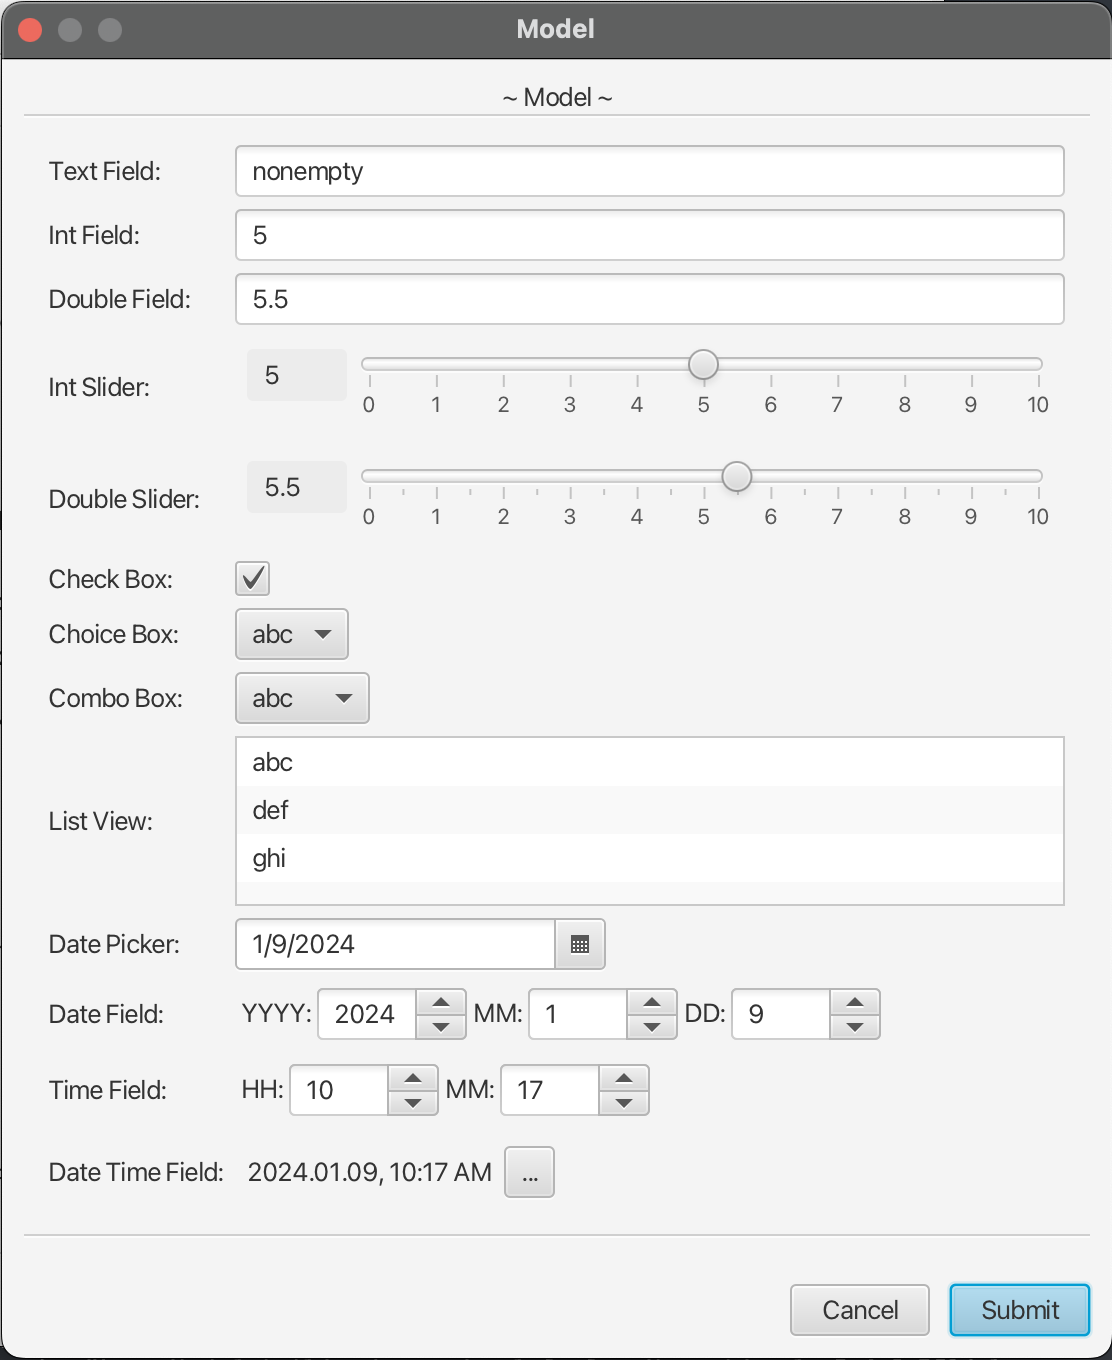 Model
~ Model ~
Text Field: nonempty
Int Field: 5
Double Field: 5.5
Int Slider: 5
0 1 2 3 4 5 6 7 8 9 10
Double Slider: 5.5
0 1 2 3 4 5 6 7 8 9 10
Check Box:
Choice Box: abc
Combo Box: abc
List View:
abc
def
ghi
Date Picker: 1/9/2024
Date Field: YYYY: 2024 MM: 1 DD: 9
Time Field: HH: 10 MM: 17
Date Time Field: 2024.01.09, 10:17 AM ...
Cancel Submit